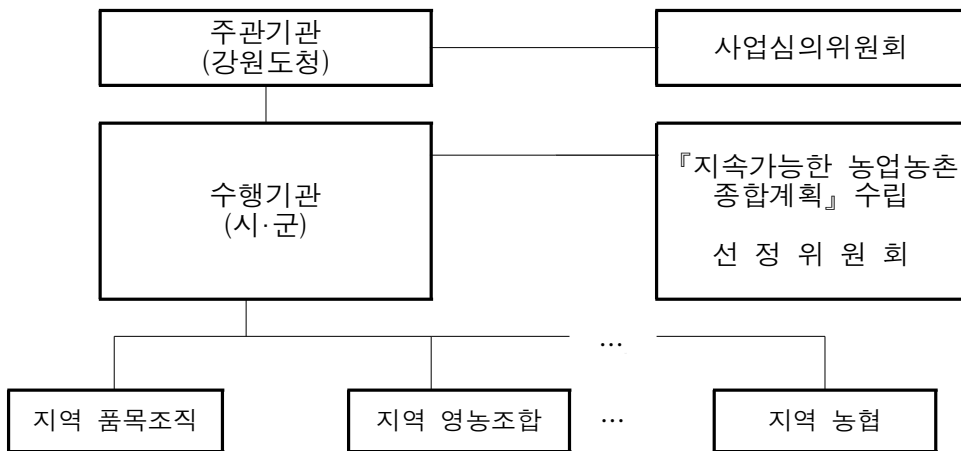 주관기관
(강원도청)
사업심의위원회
수행기관
(시·군)
『지속가능한 농업농촌
종합계획』 수립
선 정 위 원 회
...
지역 품목조직
지역 영농조합
...
지역 농협